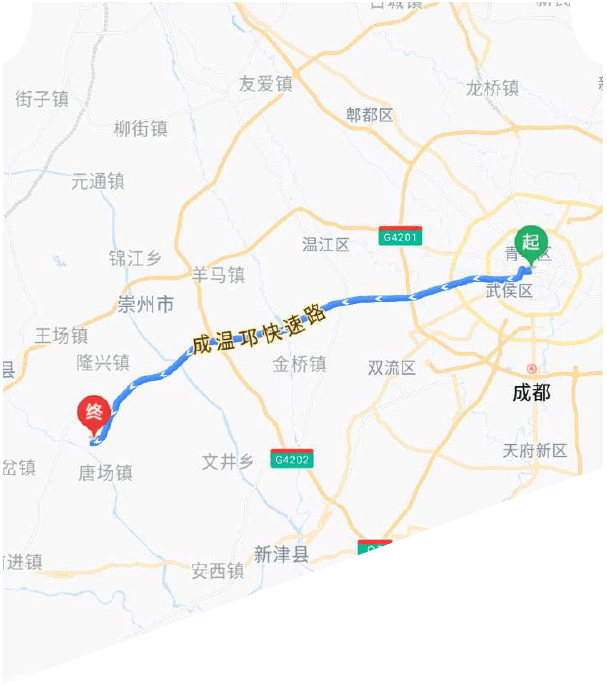 古城镇
友爱镇
龙桥镇
街子镇
郫都区
柳街镇
元通镇
起
G4201
温江区
青
区
锦江乡
羊马镇
武侯区
崇州市
成温邛快速路
王场镇
隆兴镇
金桥镇
双流区
县
成都
终
天府新区
岔镇
唐场镇
文井乡
G4202
新津县
进镇
安西镇